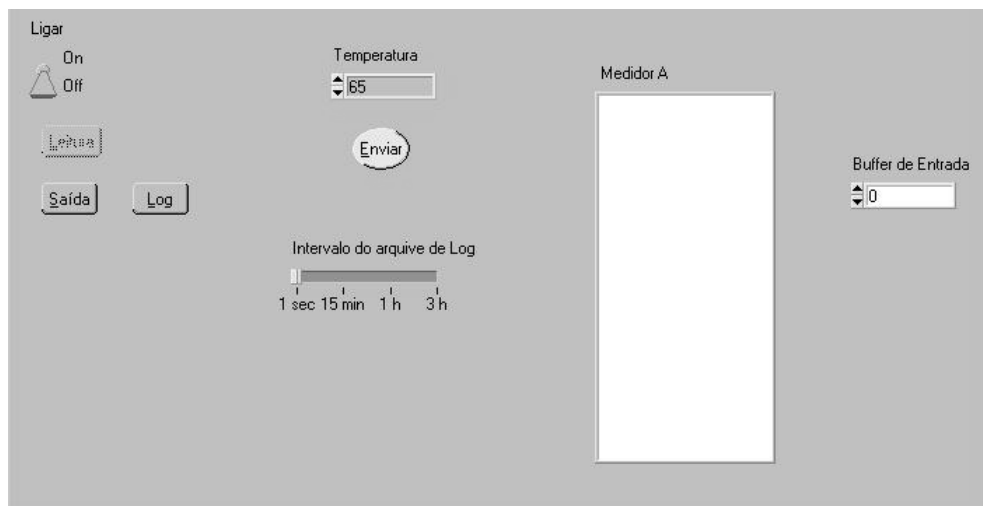 Ligar
On
Off
Leitura
Saída
Log
Temperatura
65
Enviar
Intervalo do arquive de Log
1 sec 15 min 1 h 3 h
Medidor A
Buffer de Entrada
0